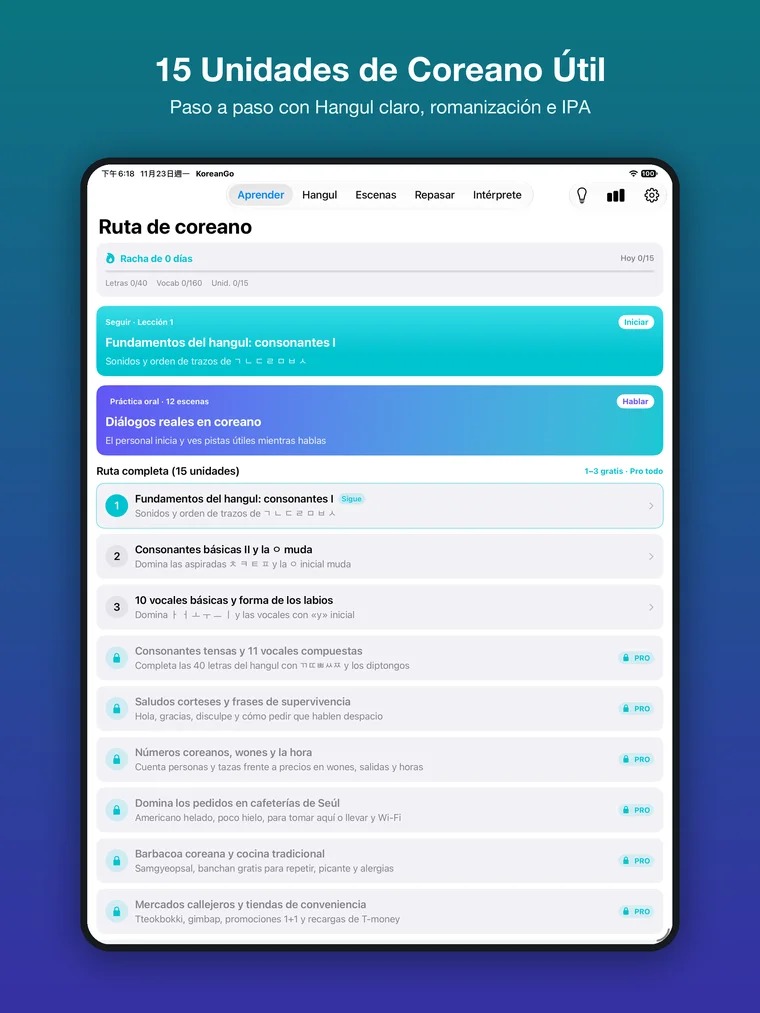 15 Unidades de Coreano Útil
Paso a paso con Hangul claro, romanización e IPA
下午6:18 11月23日週一 KoreanGo
100
Aprender Hangul Escenas Repasar Intérprete
Ruta de coreano
Racha de 0 días Hoy 0/15
Letras 0/40 Vocab 0/160 Unid. 0/15
Seguir · Lección 1 Iniciar
Fundamentos del hangul: consonantes I
Sonidos y orden de trazos de ㄱ ㄴ ㄷ ㄹ ㅁ ㅂ ㅅ
Práctica oral · 12 escenas Hablar
Diálogos reales en coreano
El personal inicia y ves pistas útiles mientras hablas
Ruta completa (15 unidades) 1–3 gratis · Pro todo
1 Fundamentos del hangul: consonantes I Sigue
Sonidos y orden de trazos de ㄱ ㄴ ㄷ ㄹ ㅁ ㅂ ㅅ
2 Consonantes básicas II y la ㅇ muda
Domina las aspiradas ㅊ ㅋ ㅌ ㅍ y la ㅇ inicial muda
3 10 vocales básicas y forma de los labios
Domina ㅏ ㅓ ㅗ ㅜ ㅡ ㅣ y las vocales con «y» inicial
Consonantes tensas y 11 vocales compuestas PRO
Completa las 40 letras del hangul con ㄲㄸㅃㅆㅉ y los diptongos
Saludos corteses y frases de supervivencia PRO
Hola, gracias, disculpe y cómo pedir que hablen despacio
Números coreanos, wones y la hora PRO
Cuenta personas y tazas frente a precios en wones, salidas y horas
Domina los pedidos en cafeterías de Seúl PRO
Americano helado, poco hielo, para tomar aquí o llevar y Wi-Fi
Barbacoa coreana y cocina tradicional PRO
Samgyeopsal, banchan gratis para repetir, picante y alergias
Mercados callejeros y tiendas de conveniencia PRO
Tteokbokki, gimbap, promociones 1+1 y recargas de T-money